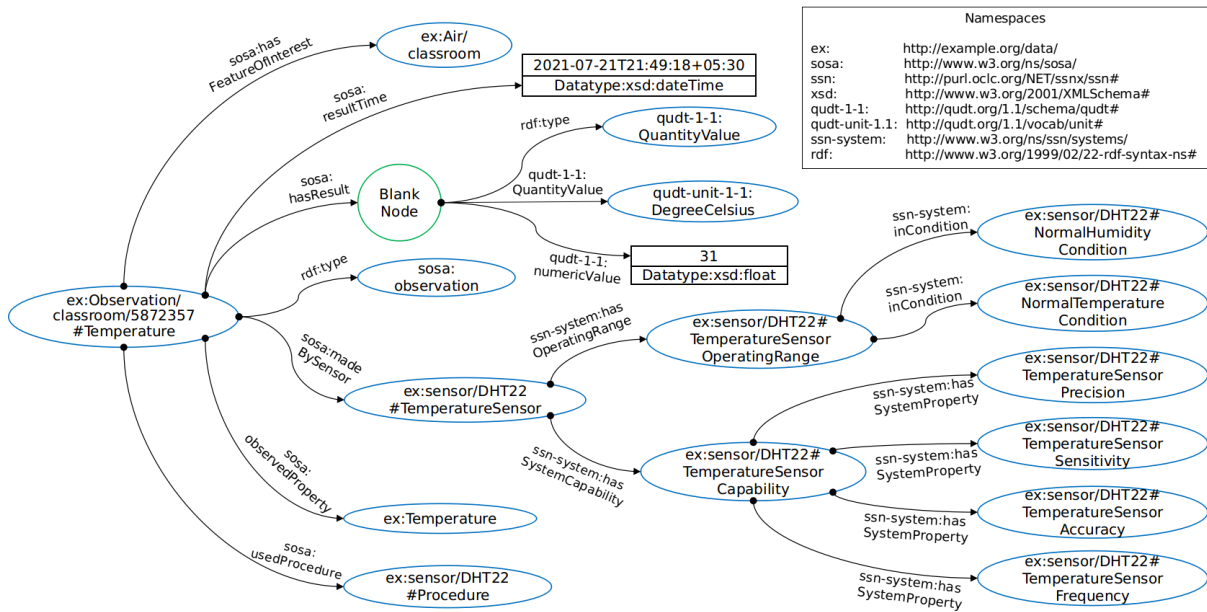 Namespaces
ex: http://example.org/data/
sosa: http://www.w3.org/ns/sosa/
ssn: http://purl.oclc.org/NET/ssnx/ssn#
xsd: http://www.w3.org/2001/XMLSchema#
qudt-1-1: http://qudt.org/1.1/schema/qudt#
qudt-unit-1.1: http://qudt.org/1.1/vocab/unit#
ssn-system: http://www.w3.org/ns/ssn/systems/
rdf: http://www.w3.org/1999/02/22-rdf-syntax-ns#
ex:Observation/
classroom/5872357
#Temperature
sosa:has
FeatureOfInterest
ex:Air/
classroom
sosa:
resultTime
2021-07-21T21:49:18+05:30
Datatype:xsd:dateTime
sosa:
hasResult
Blank
Node
rdf:type
qudt-1-1:
QuantityValue
qudt-1-1:
QuantityValue
qudt-unit-1-1:
DegreeCelsius
qudt-1-1:
numericValue
31
Datatype:xsd:float
rdf:type
sosa:
observation
sosa:made
BySensor
ex:sensor/DHT22
#TemperatureSensor
ssn-system:has
OperatingRange
ex:sensor/DHT22#
TemperatureSensor
OperatingRange
ssn-system:
inCondition
ex:sensor/DHT22#
NormalHumidity
Condition
ssn-system:
inCondition
ex:sensor/DHT22#
NormalTemperature
Condition
ssn-system:has
SystemCapability
ex:sensor/DHT22#
TemperatureSensor
Capability
ssn-system:has
SystemProperty
ex:sensor/DHT22#
TemperatureSensor
Precision
ssn-system:has
SystemProperty
ex:sensor/DHT22#
TemperatureSensor
Sensitivity
ssn-system:has
SystemProperty
ex:sensor/DHT22#
TemperatureSensor
Accuracy
ssn-system:has
SystemProperty
ex:sensor/DHT22#
TemperatureSensor
Frequency
sosa:
observedProperty
ex:Temperature
sosa:
usedProcedure
ex:sensor/DHT22
#Procedure